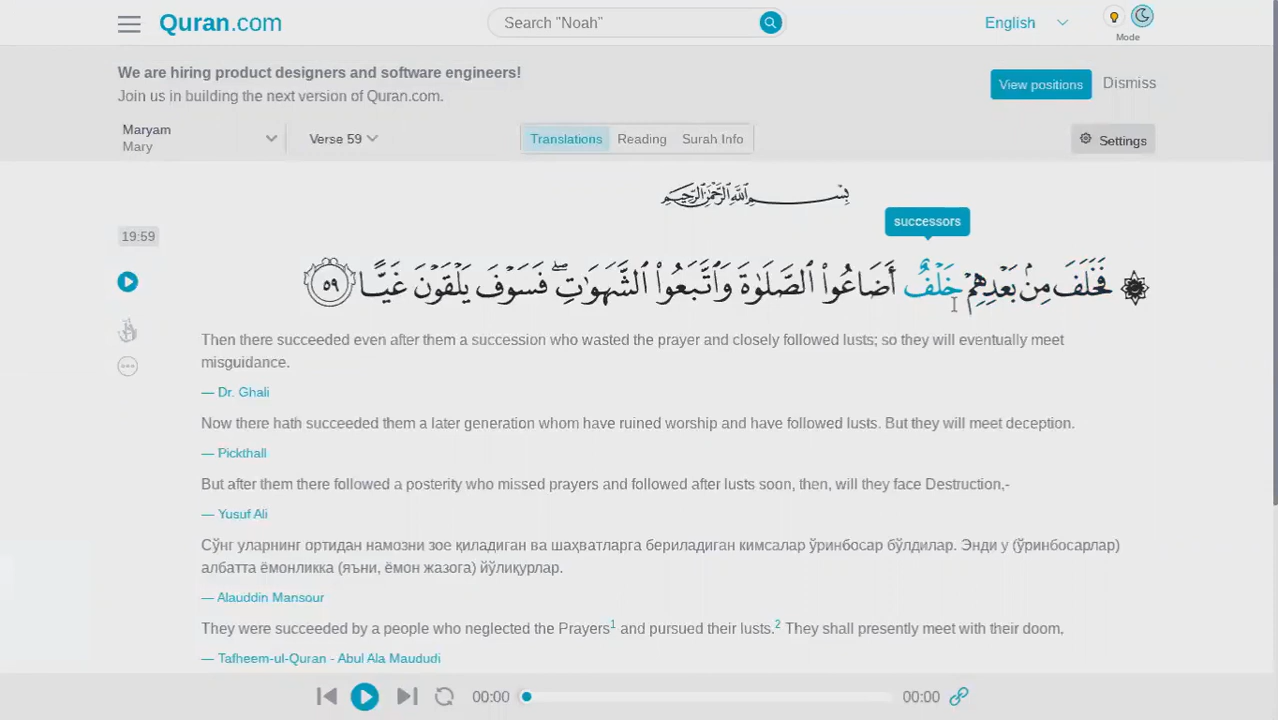 Quran.com
Search "Noah"
English
Mode
We are hiring product designers and software engineers!
Join us in building the next version of Quran.com.
View positions
Dismiss
Maryam
Mary
Verse 59
Translations
Reading
Surah Info
Settings
بِسْمِ ٱللَّهِ ٱلرَّحْمَٰنِ ٱلرَّحِيمِ
successors
19:59
۞ فَخَلَفَ مِنۢ بَعْدِهِمْ خَلْفٌ أَضَاعُوا۟ ٱلصَّلَوٰةَ وَٱتَّبَعُوا۟ ٱلشَّهَوَٰتِ ۖ فَسَوْفَ يَلْقَوْنَ غَيًّا ٥٩
Then there succeeded even after them a succession who wasted the prayer and closely followed lusts; so they will eventually meet
misguidance.
— Dr. Ghali
Now there hath succeeded them a later generation whom have ruined worship and have followed lusts. But they will meet deception.
— Pickthall
But after them there followed a posterity who missed prayers and followed after lusts soon, then, will they face Destruction,-
— Yusuf Ali
Сўнг уларнинг ортидан намозни зое қиладиган ва шаҳватларга бериладиган кимсалар ўринбосар бўлдилар. Энди у (ўринбосарлар)
албатта ёмонликка (яъни, ёмон жазога) йўлиқурлар.
— Alauddin Mansour
They were succeeded by a people who neglected the Prayers1 and pursued their lusts.2 They shall presently meet with their doom,
— Tafheem-ul-Quran - Abul Ala Maududi
00:00
00:00